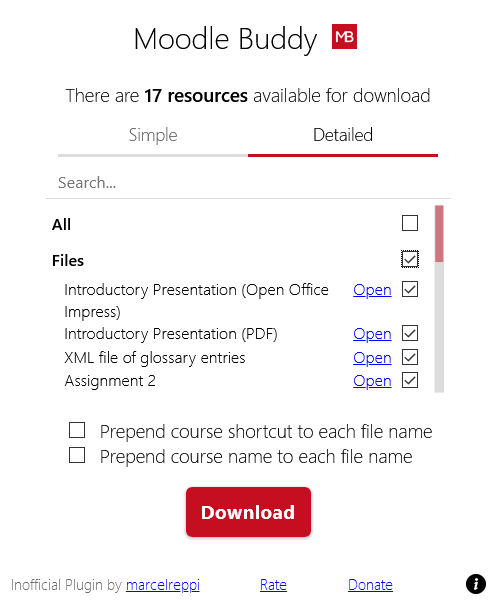 Moodle Buddy MB
There are 17 resources available for download
Simple Detailed
Search...
All
Files
Introductory Presentation (Open Office Open
Impress)
Introductory Presentation (PDF) Open
XML file of glossary entries Open
Assignment 2 Open
Prepend course shortcut to each file name
Prepend course name to each file name
Download
Inofficial Plugin by marcelreppi Rate Donate i